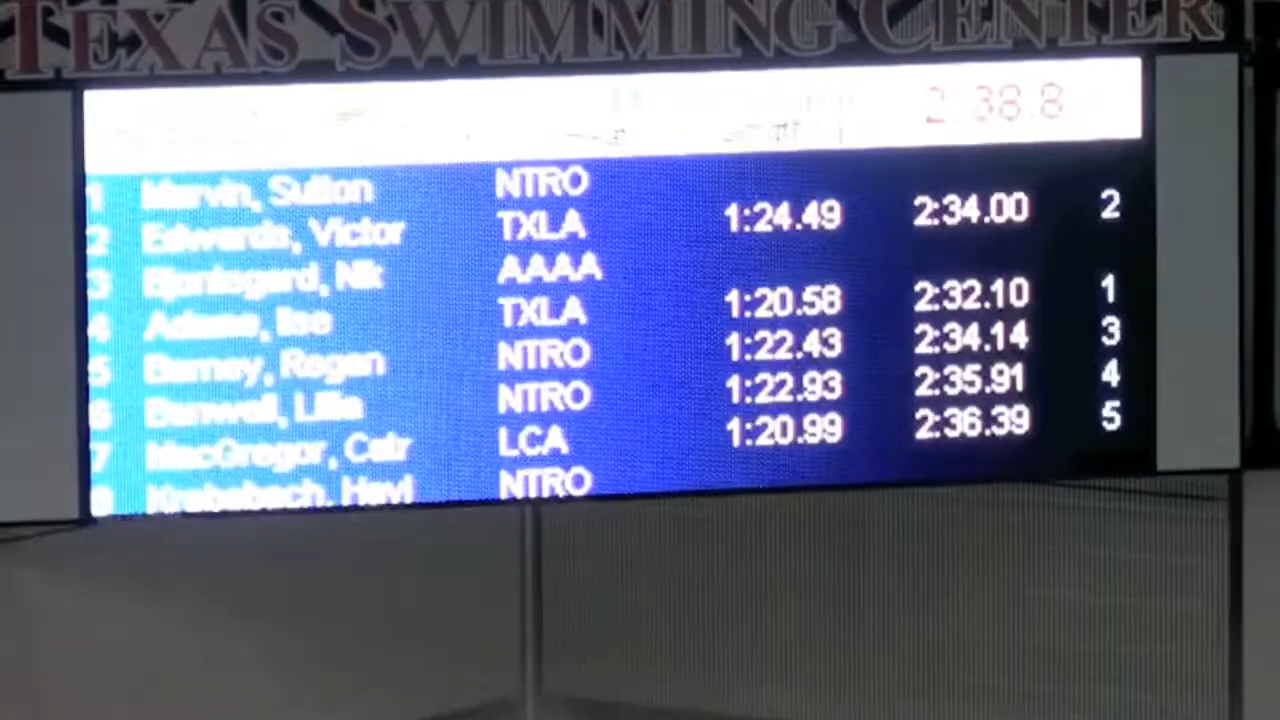 TEXAS SWIMMING CENTER
2:38.8
1 Marvin, Sutton NTRO
2 Edwards, Victor TXLA 1:24.49 2:34.00 2
3 Nik AAAA
4 TXLA 1:20.58 2:32.10 1
5 Barney, Regan NTRO 1:22.43 2:34.14 3
6 NTRO 1:22.93 2:35.91 4
7 MacGregor, Catr LCA 1:20.99 2:36.39 5
8 NTRO